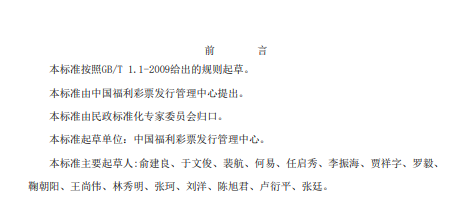 前 言
本标准按照GB/T 1.1-2009给出的规则起草。
本标准由中国福利彩票发行管理中心提出。
本标准由民政标准化专家委员会归口。
本标准起草单位：中国福利彩票发行管理中心。
本标准主要起草人:俞建良、于文俊、裴航、何易、任启秀、李振海、贾祥字、罗毅、
鞠朝阳、王尚伟、林秀明、张珂、刘洋、陈旭君、卢衍平、张廷。